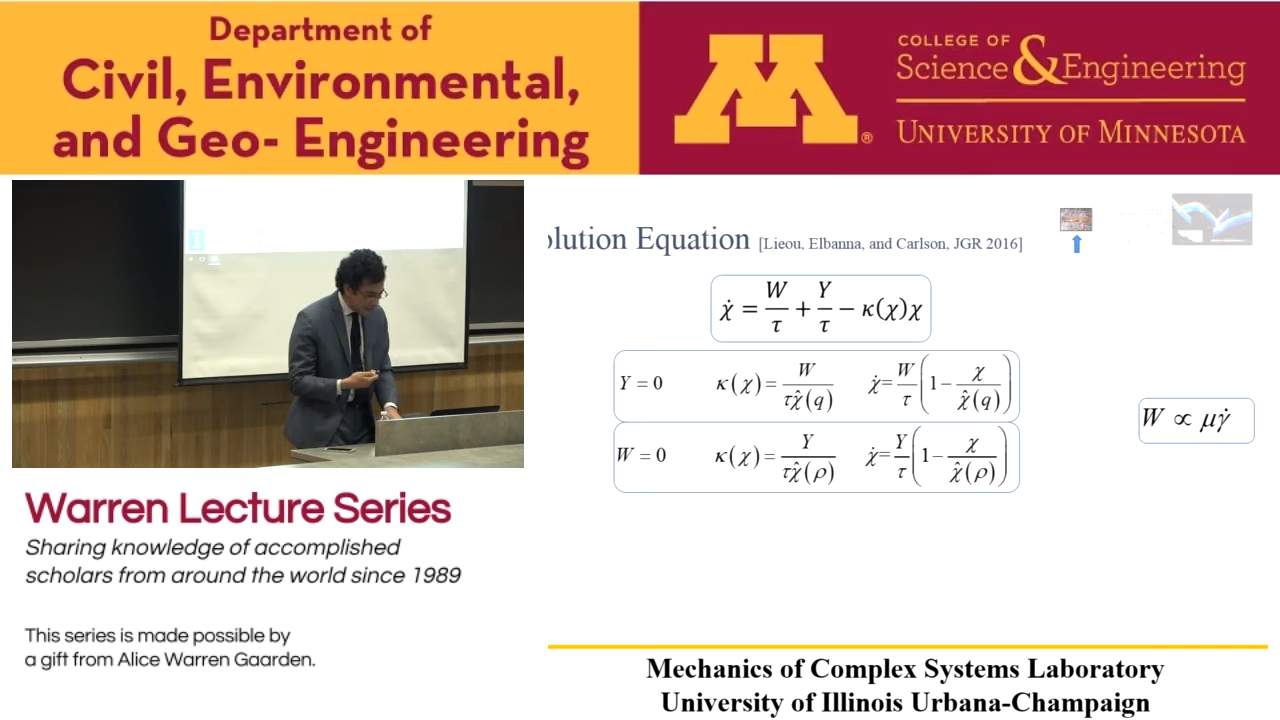 Department of
Civil, Environmental,
and Geo- Engineering
M®
COLLEGE OF
Science & Engineering
UNIVERSITY OF MINNESOTA
Equation [Lieou, Elbanna, and Carlson, JGR 2016]
χ̇ = W/τ + Y/τ − κ(χ)χ
Y = 0 κ(χ) = W/(τχ̂(q)) χ̇ = W/τ (1 − χ/χ̂(q))
W = 0 κ(χ) = Y/(τχ̂(ρ)) χ̇ = Y/τ (1 − χ/χ̂(ρ))
W ∝ μγ̇
Warren Lecture Series
Sharing knowledge of accomplished
scholars from around the world since 1989
This series is made possible by
a gift from Alice Warren Gaarden.
Mechanics of Complex Systems Laboratory
University of Illinois Urbana-Champaign